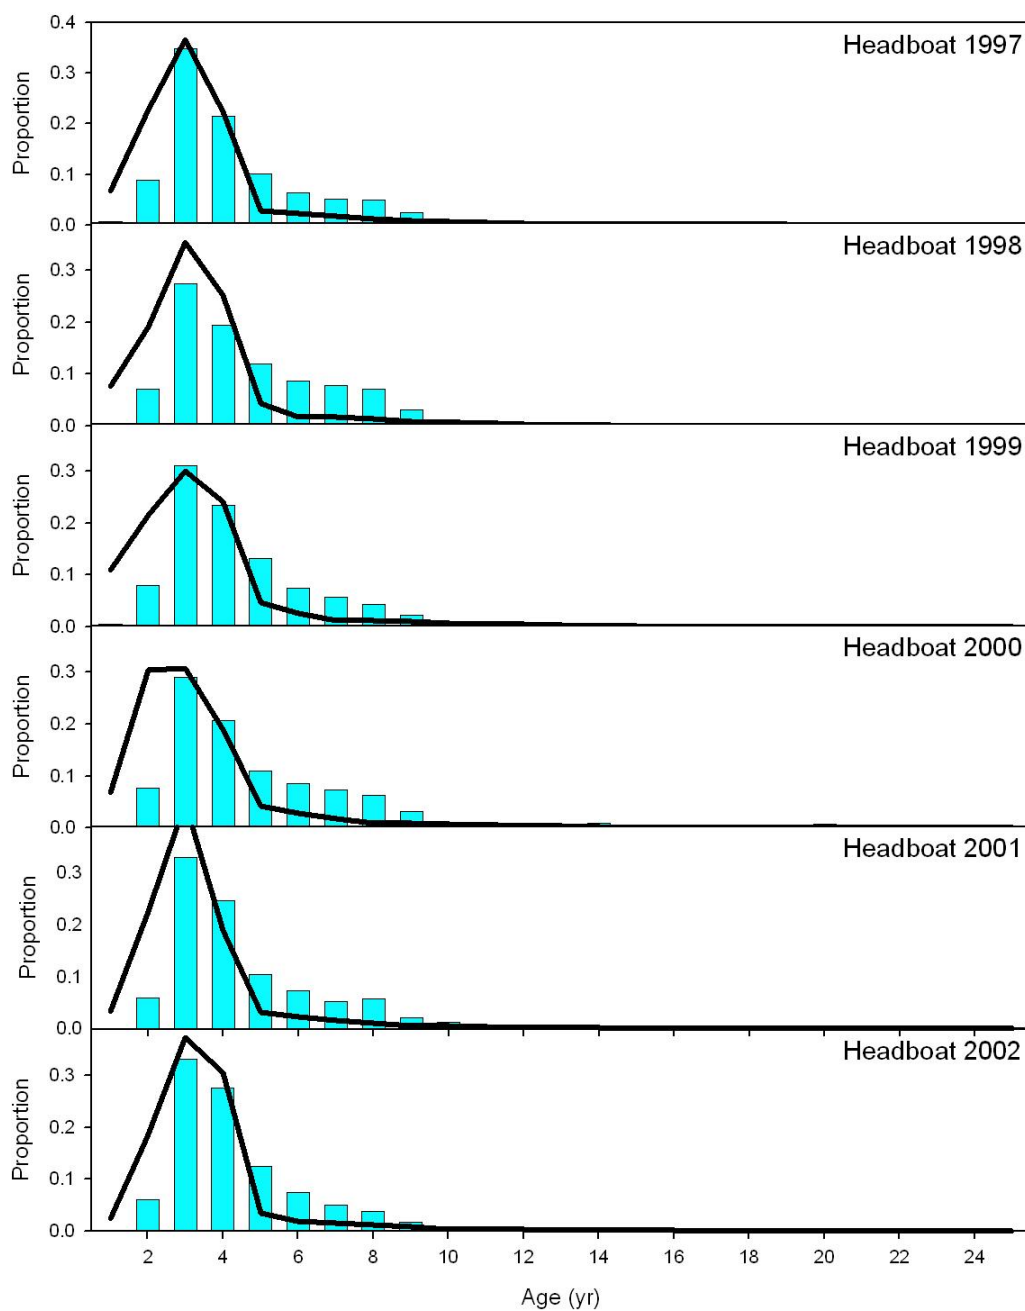 0.4
Headboat 1997
0.3
0.2
0.1
0.0
Proportion
Headboat 1998
0.3
0.2
0.1
0.0
Proportion
Headboat 1999
0.3
0.2
0.1
0.0
Proportion
Headboat 2000
0.3
0.2
0.1
0.0
Proportion
Headboat 2001
0.3
0.2
0.1
0.0
Proportion
Headboat 2002
0.3
0.2
0.1
0.0
Proportion
2 4 6 8 10 12 14 16 18 20 22 24
Age (yr)